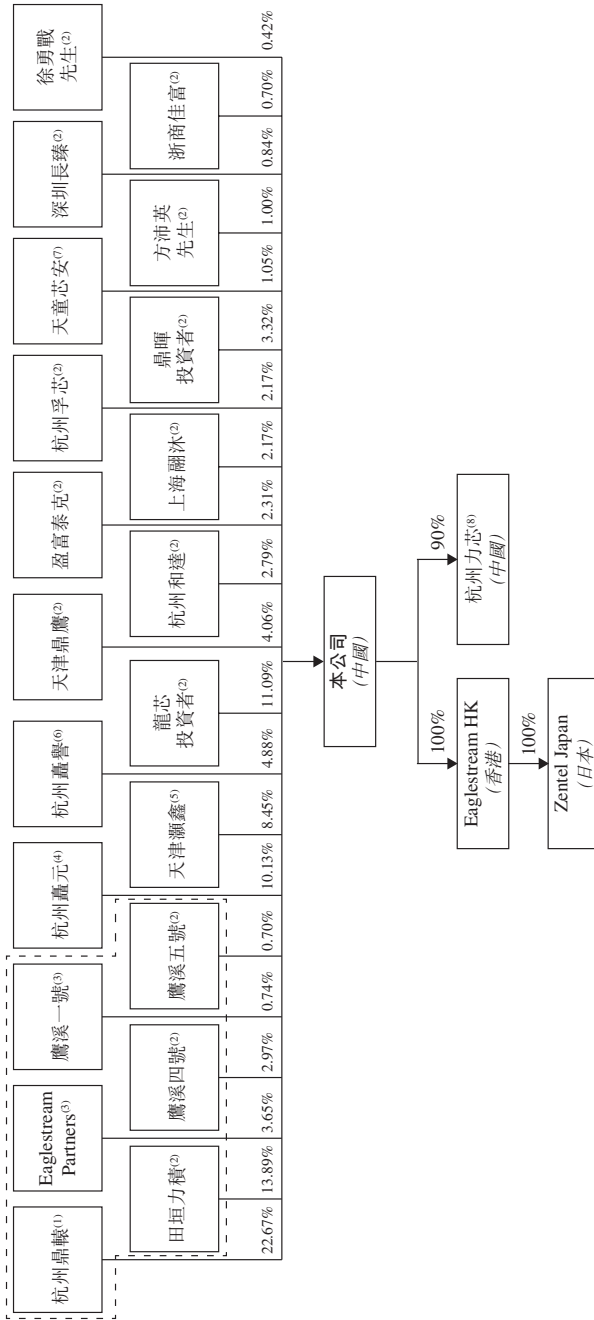 杭州鼎轅(1)
Eaglestream
Partners(3)
鷹溪一號(3)
杭州矗元(4)
杭州矗譽(6)
天津鼎鷹(2)
盈富泰克(2)
杭州孚芯(2)
天童芯安(7)
深圳長臻(2)
徐勇戰
先生(2)
田垣力積(2)
鷹溪四號(2)
鷹溪五號(2)
天津灝鑫(5)
龍芯
投資者(2)
杭州和達(2)
上海翮沐(2)
鼎暉
投資者(2)
方沛英
先生(2)
浙商佳富(2)
22.67%
13.89%
3.65%
2.97%
0.74%
0.70%
10.13%
8.45%
4.88%
11.09%
4.06%
2.79%
2.31%
2.17%
2.17%
3.32%
1.05%
1.00%
0.84%
0.70%
0.42%
本公司
(中國)
100%
90%
Eaglestream HK
(香港)
杭州力芯(8)
(中國)
100%
Zentel Japan
(日本)